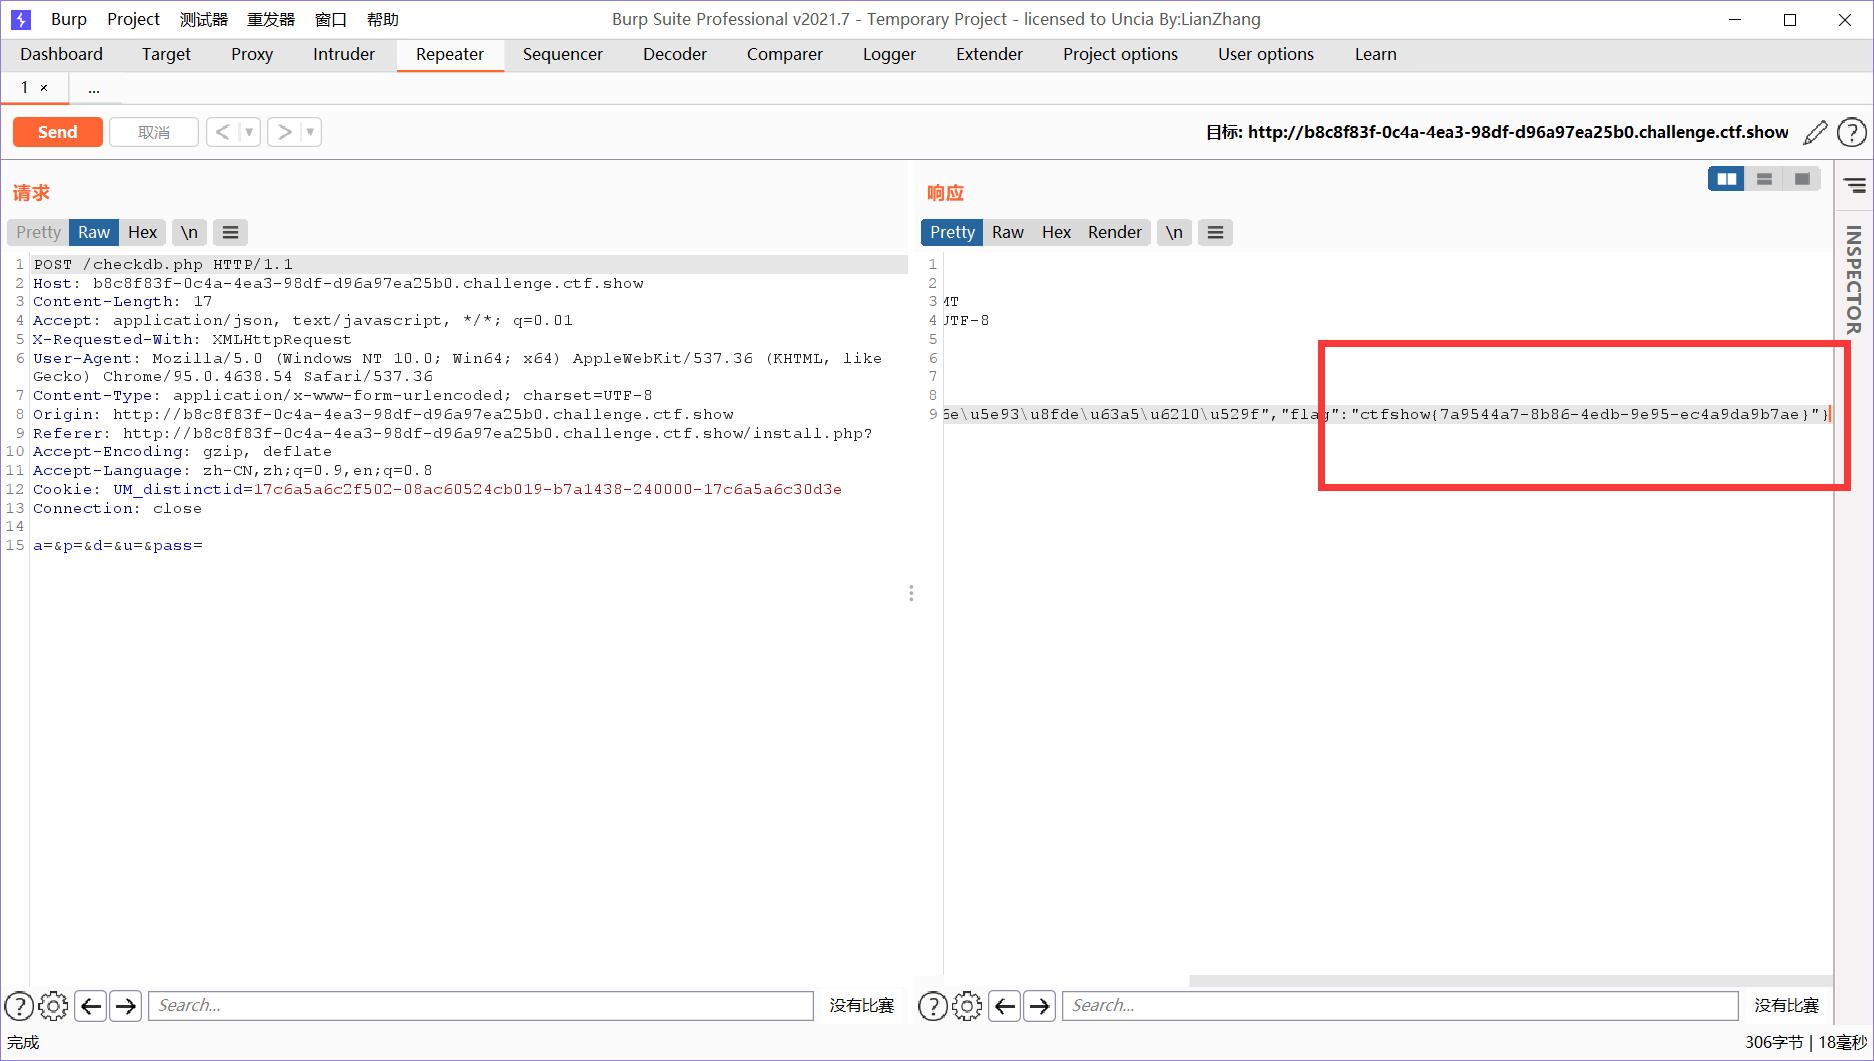 Burp Project 测试器 重发器 窗口 帮助 Burp Suite Professional v2021.7 - Temporary Project - licensed to Uncia By:LianZhang
Dashboard Target Proxy Intruder Repeater Sequencer Decoder Comparer Logger Extender Project options User options Learn
1 × ...
Send 取消 < > 目标: http://b8c8f83f-0c4a-4ea3-98df-d96a97ea25b0.challenge.ctf.show ?
请求
Pretty Raw Hex \n
1 POST /checkdb.php HTTP/1.1
2 Host: b8c8f83f-0c4a-4ea3-98df-d96a97ea25b0.challenge.ctf.show
3 Content-Length: 17
4 Accept: application/json, text/javascript, */*; q=0.01
5 X-Requested-With: XMLHttpRequest
6 User-Agent: Mozilla/5.0 (Windows NT 10.0; Win64; x64) AppleWebKit/537.36 (KHTML, like
Gecko) Chrome/95.0.4638.54 Safari/537.36
7 Content-Type: application/x-www-form-urlencoded; charset=UTF-8
8 Origin: http://b8c8f83f-0c4a-4ea3-98df-d96a97ea25b0.challenge.ctf.show
9 Referer: http://b8c8f83f-0c4a-4ea3-98df-d96a97ea25b0.challenge.ctf.show/install.php?
10 Accept-Encoding: gzip, deflate
11 Accept-Language: zh-CN,zh;q=0.9,en;q=0.8
12 Cookie: UM_distinctid=17c6a5a6c2f502-08ac60524cb019-b7a1438-240000-17c6a5a6c30d3e
13 Connection: close
14
15 a=&p=&d=&u=&pass=
? Search... 没有比赛
响应
Pretty Raw Hex Render \n
1
2
3 MT
4 UTF-8
5
6
7
8
9 6e\u5e93\u8fde\u63a5\u6210\u529f","flag":"ctfshow{7a9544a7-8b86-4edb-9e95-ec4a9da9b7ae}"}
? Search... 没有比赛
INSPECTOR
完成 306字节 | 18毫秒